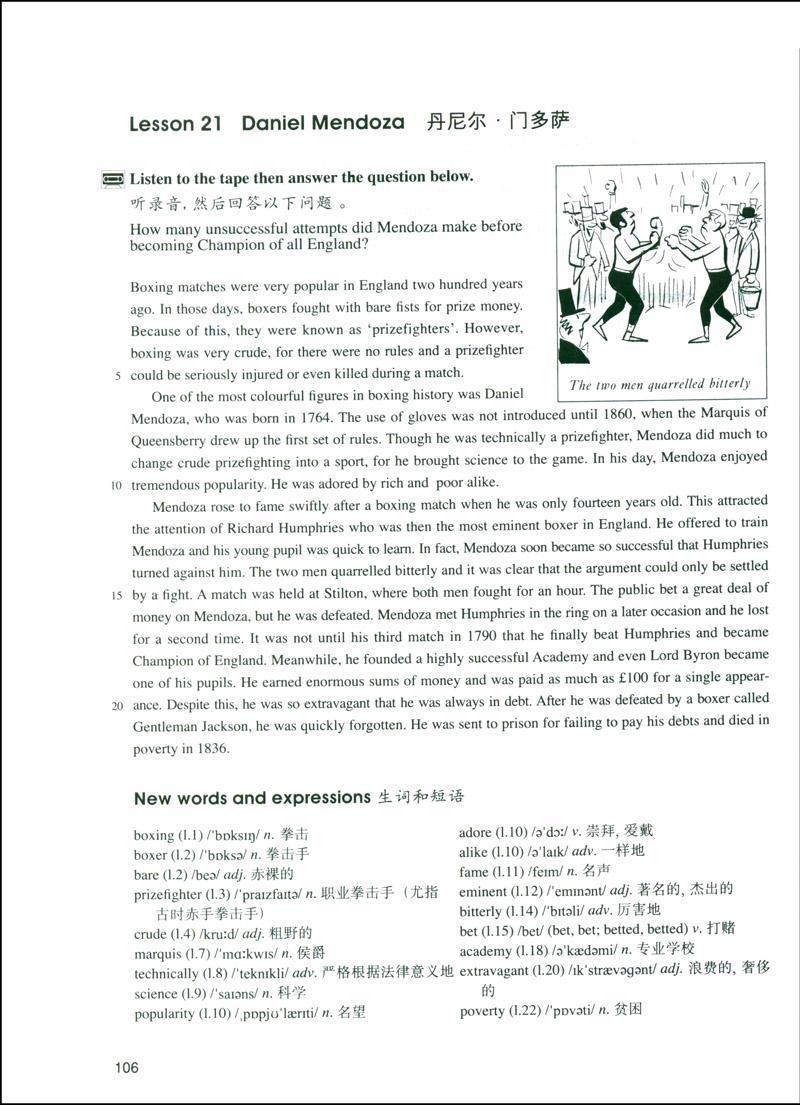 Lesson 21 Daniel Mendoza 丹尼尔·门多萨
Listen to the tape then answer the question below.
听录音, 然后回答以下问题 。
How many unsuccessful attempts did Mendoza make before
becoming Champion of all England?
Boxing matches were very popular in England two hundred years
ago. In those days, boxers fought with bare fists for prize money.
Because of this, they were known as ‘prizefighters’. However,
boxing was very crude, for there were no rules and a prizefighter
5 could be seriously injured or even killed during a match.
The two men quarrelled bitterly
One of the most colourful figures in boxing history was Daniel
Mendoza, who was born in 1764. The use of gloves was not introduced until 1860, when the Marquis of
Queensberry drew up the first set of rules. Though he was technically a prizefighter, Mendoza did much to
change crude prizefighting into a sport, for he brought science to the game. In his day, Mendoza enjoyed
10 tremendous popularity. He was adored by rich and poor alike.
Mendoza rose to fame swiftly after a boxing match when he was only fourteen years old. This attracted
the attention of Richard Humphries who was then the most eminent boxer in England. He offered to train
Mendoza and his young pupil was quick to learn. In fact, Mendoza soon became so successful that Humphries
turned against him. The two men quarrelled bitterly and it was clear that the argument could only be settled
15 by a fight. A match was held at Stilton, where both men fought for an hour. The public bet a great deal of
money on Mendoza, but he was defeated. Mendoza met Humphries in the ring on a later occasion and he lost
for a second time. It was not until his third match in 1790 that he finally beat Humphries and became
Champion of England. Meanwhile, he founded a highly successful Academy and even Lord Byron became
one of his pupils. He earned enormous sums of money and was paid as much as £100 for a single appear-
20 ance. Despite this, he was so extravagant that he was always in debt. After he was defeated by a boxer called
Gentleman Jackson, he was quickly forgotten. He was sent to prison for failing to pay his debts and died in
poverty in 1836.
New words and expressions 生词和短语
boxing (l.1) /ˈbɒksɪŋ/ n. 拳击
boxer (l.2) /ˈbɒksə/ n. 拳击手
bare (l.2) /beə/ adj. 赤裸的
prizefighter (l.3) /ˈpraɪzfaɪtə/ n. 职业拳击手（尤指
古时赤手拳击手）
crude (l.4) /kruːd/ adj. 粗野的
marquis (l.7) /ˈmɑːkwɪs/ n. 侯爵
technically (l.8) /ˈteknɪkli/ adv. 严格根据法律意义地
science (l.9) /ˈsaɪəns/ n. 科学
popularity (l.10) /ˌpɒpjʊˈlærɪti/ n. 名望
adore (l.10) /əˈdɔː/ v. 崇拜, 爱戴
alike (l.10) /əˈlaɪk/ adv. 一样地
fame (l.11) /feɪm/ n. 名声
eminent (l.12) /ˈemɪnənt/ adj. 著名的, 杰出的
bitterly (l.14) /ˈbɪtəli/ adv. 厉害地
bet (l.15) /bet/ (bet, bet; betted, betted) v. 打赌
academy (l.18) /əˈkædəmi/ n. 专业学校
extravagant (l.20) /ɪkˈstrævəgənt/ adj. 浪费的, 奢侈
的
poverty (l.22) /ˈpɒvəti/ n. 贫困
106